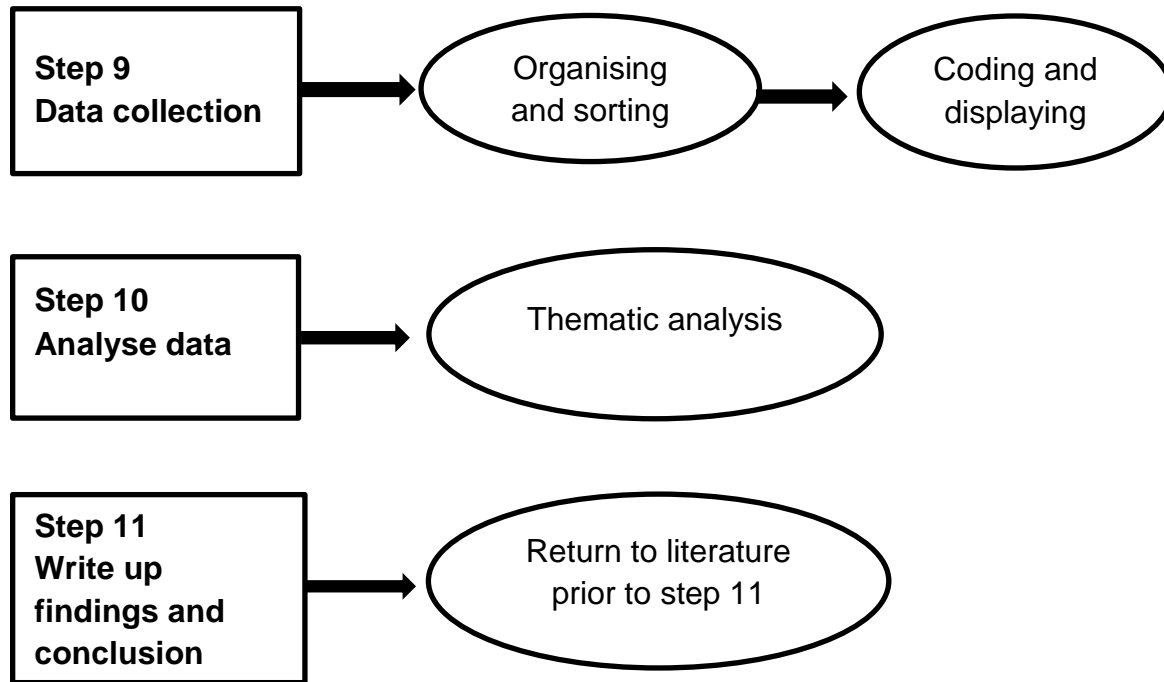 Step 9
Data collection
Organising
and sorting
Coding and
displaying
Step 10
Analyse data
Thematic analysis
Step 11
Write up
findings and
conclusion
Return to literature
prior to step 11